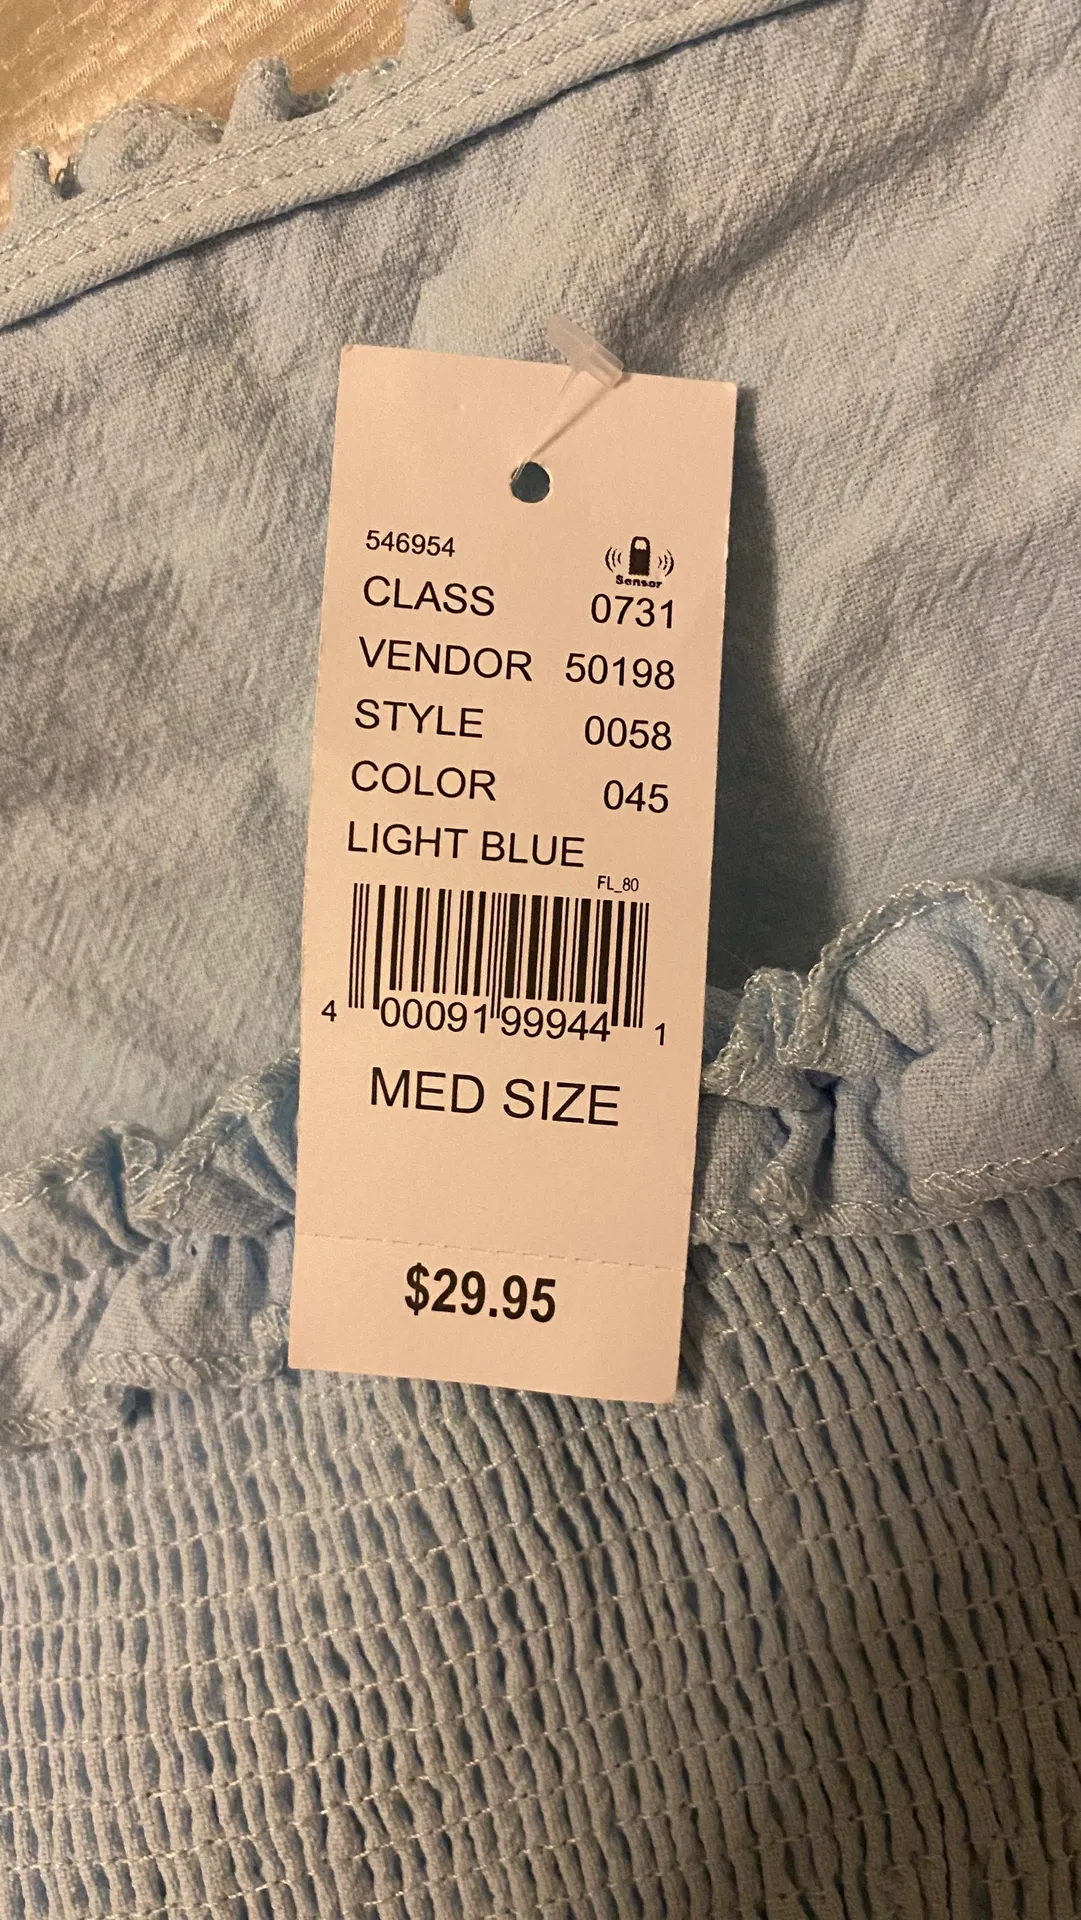 546954
Sensor
CLASS 0731
VENDOR 50198
STYLE 0058
COLOR 045
LIGHT BLUE
FL_80
4 00091 99944 1
MED SIZE
$29.95